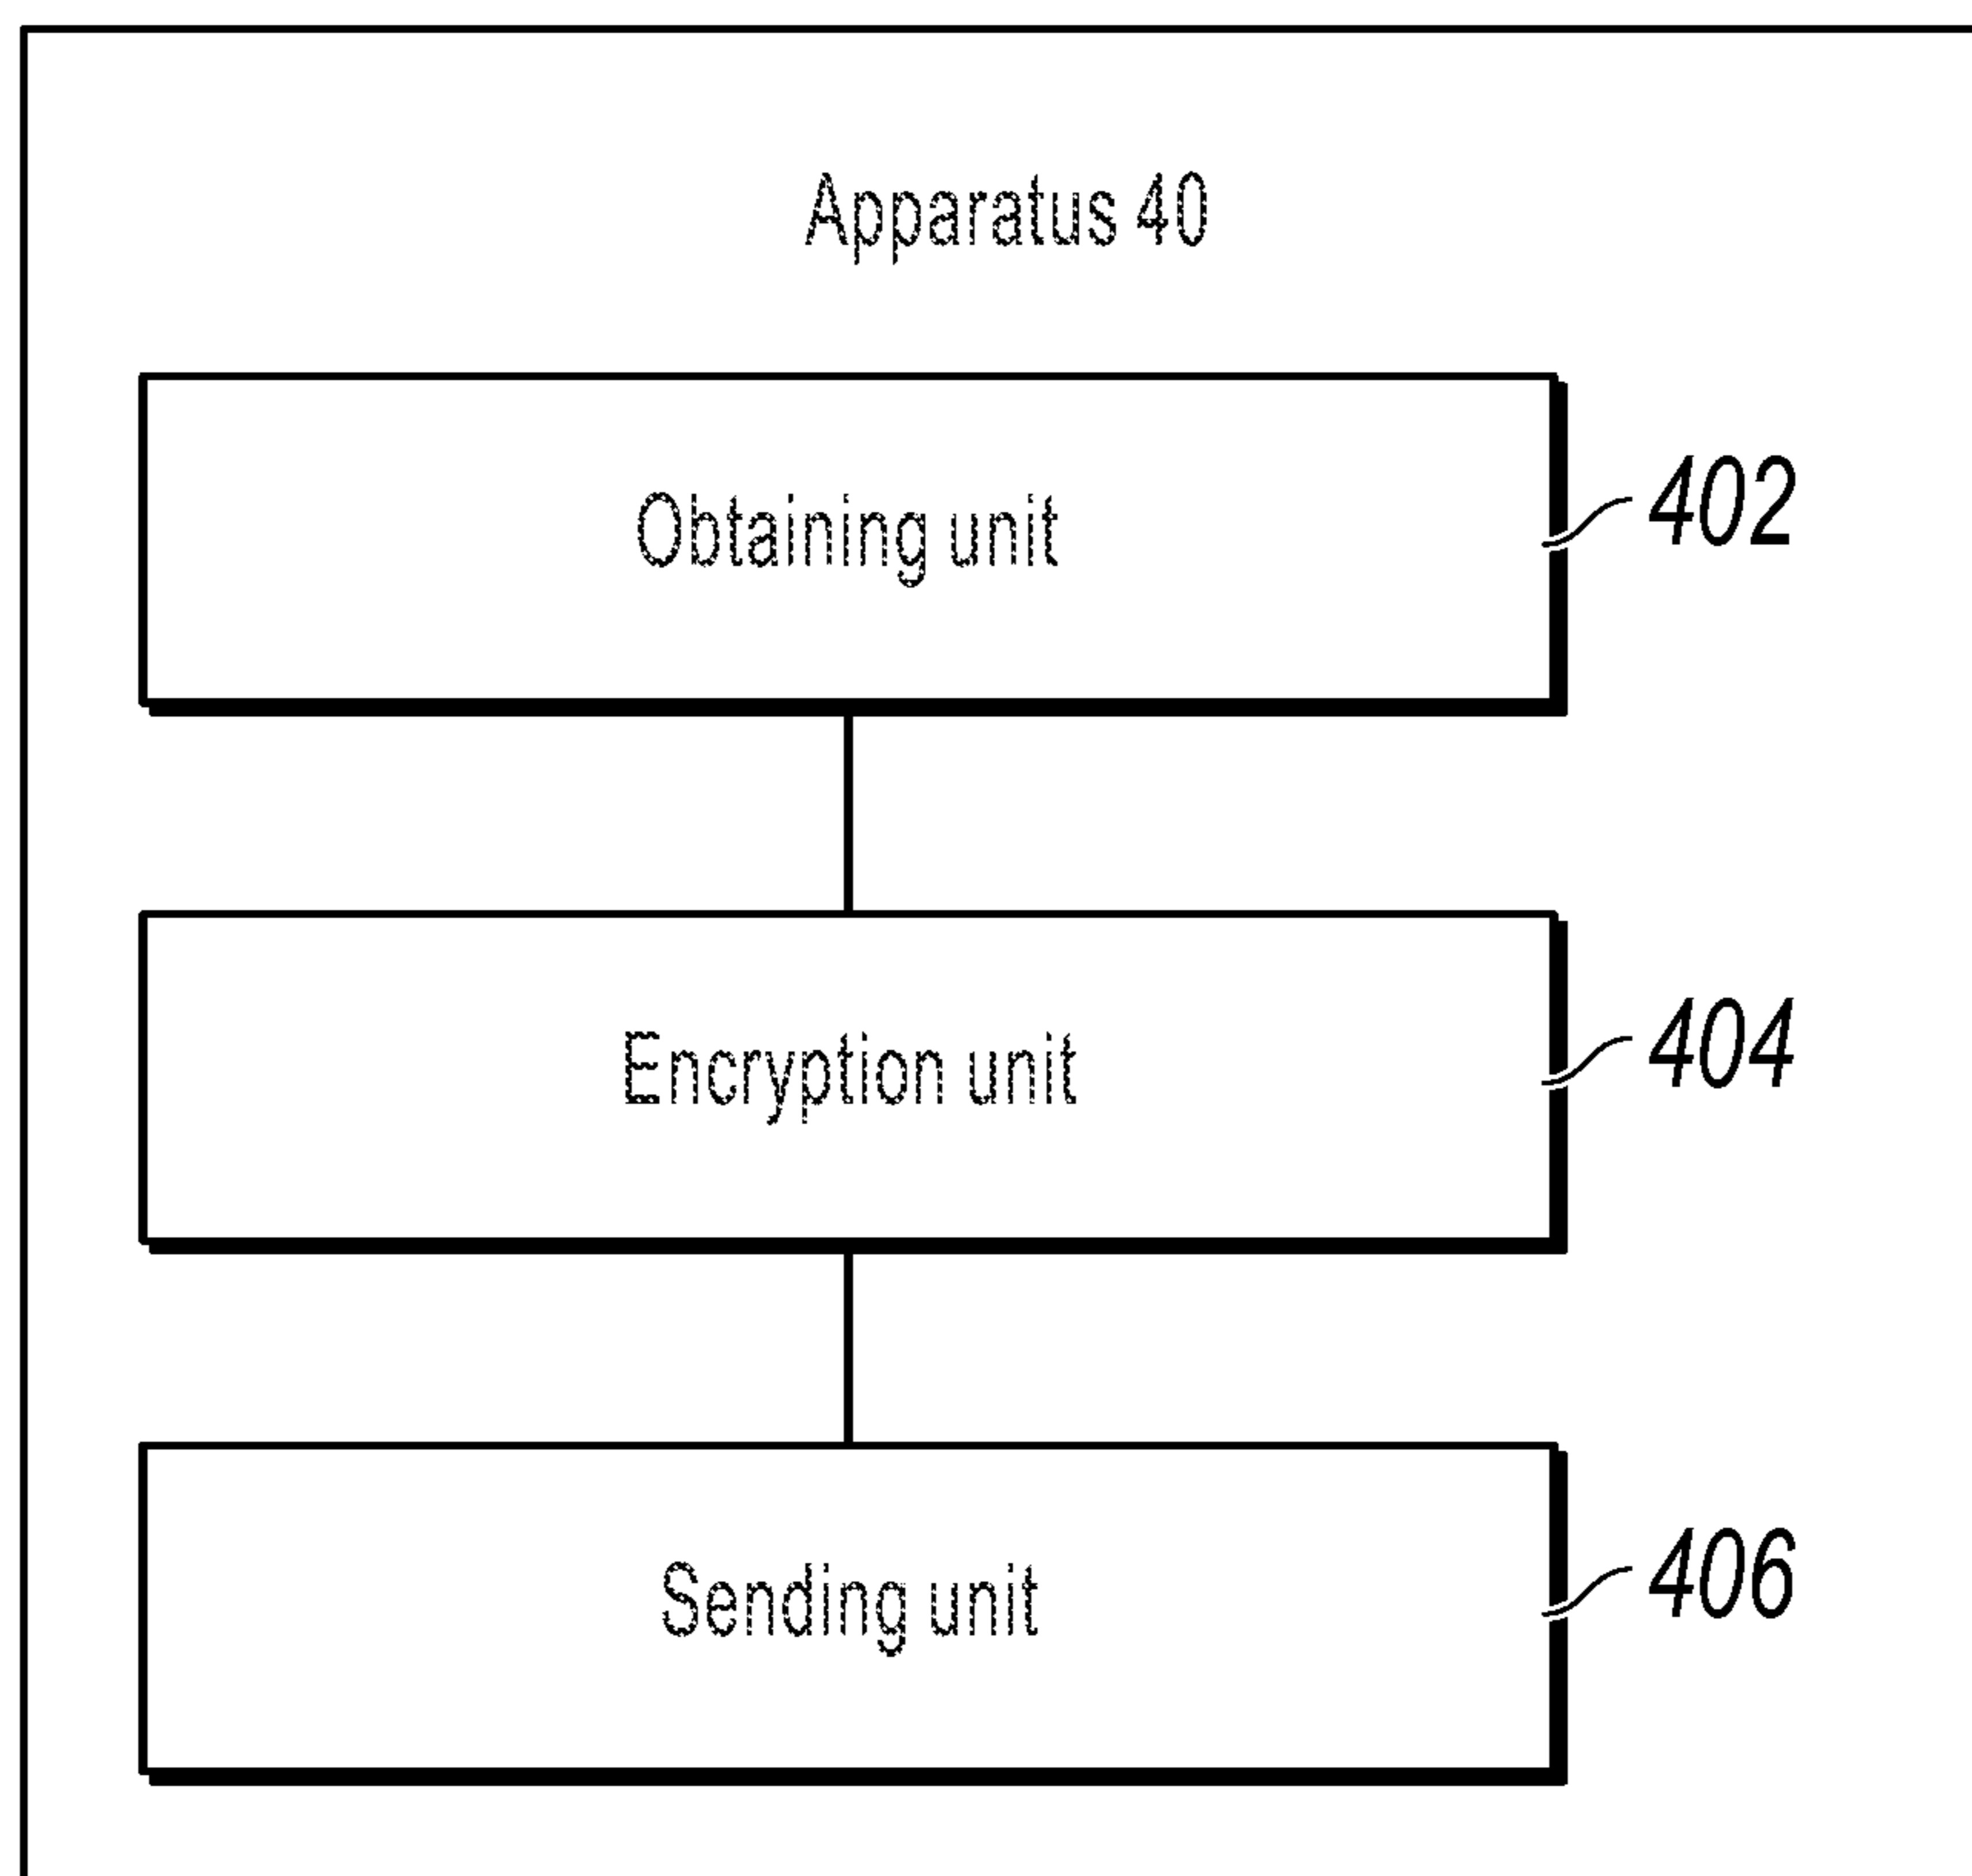 Apparatus 40
Obtaining unit
402
Encryption unit
404
Sending unit
406